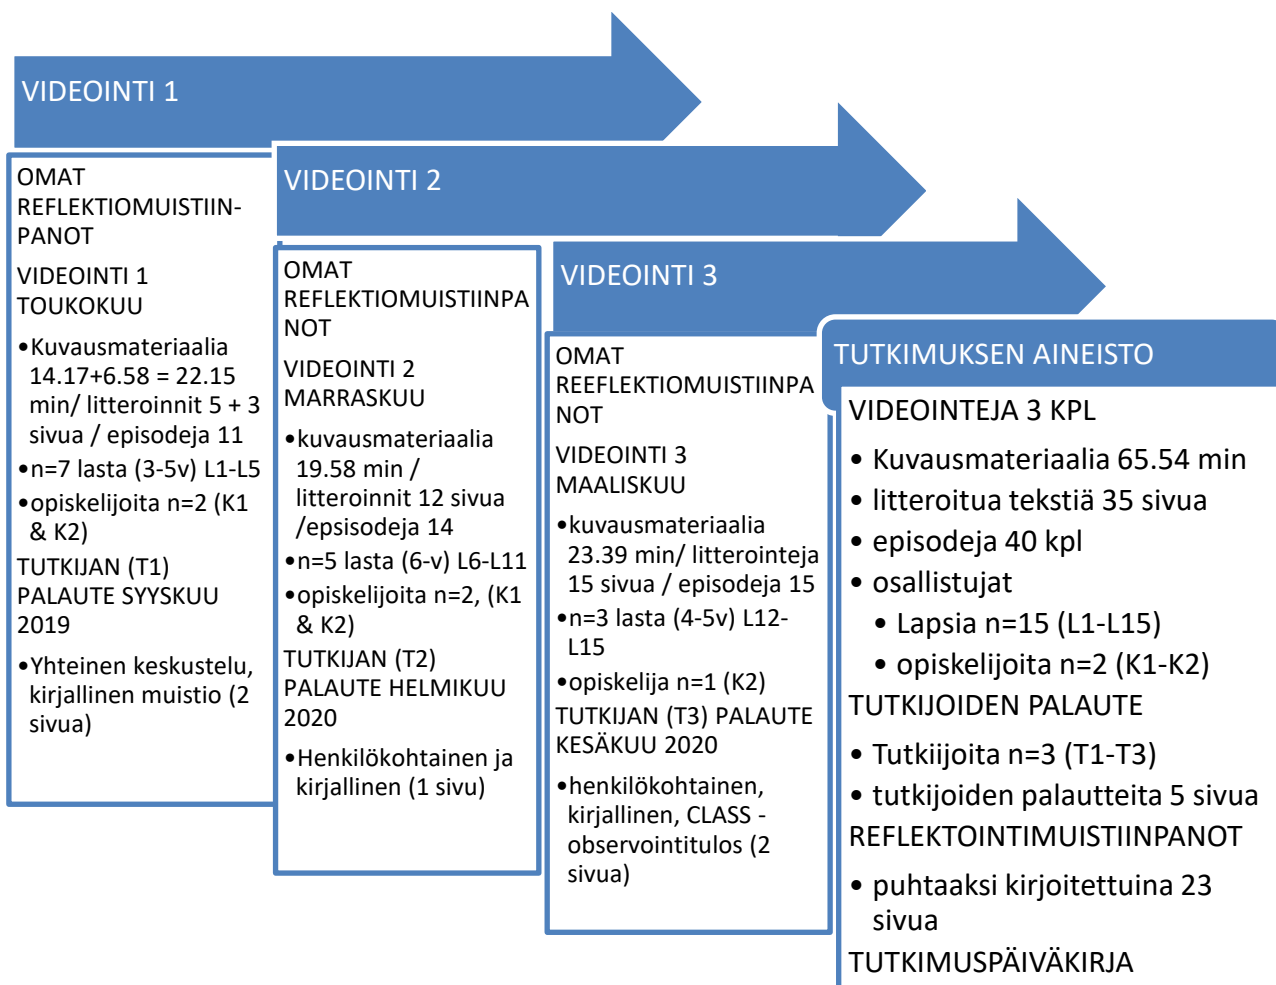 VIDEOINTI 1
OMAT
REFLEKTIOMUISTIIN-
PANOT
VIDEOINTI 1
TOUKOKUU
•Kuvausmateriaalia
14.17+6.58 = 22.15
min/ litteroinnit 5 + 3
sivua / episodeja 11
•n=7 lasta (3-5v) L1-L5
•opiskelijoita n=2 (K1
& K2)
TUTKIJAN (T1)
PALAUTE SYYSKUU
2019
•Yhteinen keskustelu,
kirjallinen muistio (2
sivua)
VIDEOINTI 2
OMAT
REFLEKTIOMUISTIINPA
NOT
VIDEOINTI 2
MARRASKUU
•kuvausmateriaalia
19.58 min /
litteroinnit 12 sivua
/epsisodeja 14
•n=5 lasta (6-v) L6-L11
•opiskelijoita n=2, (K1
& K2)
TUTKIJAN (T2)
PALAUTE HELMIKUU
2020
•Henkilökohtainen ja
kirjallinen (1 sivu)
VIDEOINTI 3
OMAT
REEFLEKTIOMUISTIINPA
NOT
VIDEOINTI 3
MAALISKUU
•kuvausmateriaalia
23.39 min/ litterointeja
15 sivua / episodeja 15
•n=3 lasta (4-5v) L12-
L15
•opiskelija n=1 (K2)
TUTKIJAN (T3) PALAUTE
KESÄKUU 2020
•henkilökohtainen,
kirjallinen, CLASS -
observointitulos (2
sivua)
TUTKIMUKSEN AINEISTO
VIDEOINTEJA 3 KPL
• Kuvausmateriaalia 65.54 min
• litteroitua tekstiä 35 sivua
• episodeja 40 kpl
• osallistujat
• Lapsia n=15 (L1-L15)
• opiskelijoita n=2 (K1-K2)
TUTKIJOIDEN PALAUTE
• Tutkiijoita n=3 (T1-T3)
• tutkijoiden palautteita 5 sivua
REFLEKTOINTIMUISTIINPANOT
• puhtaaksi kirjoitettuina 23
sivua
TUTKIMUSPÄIVÄKIRJA